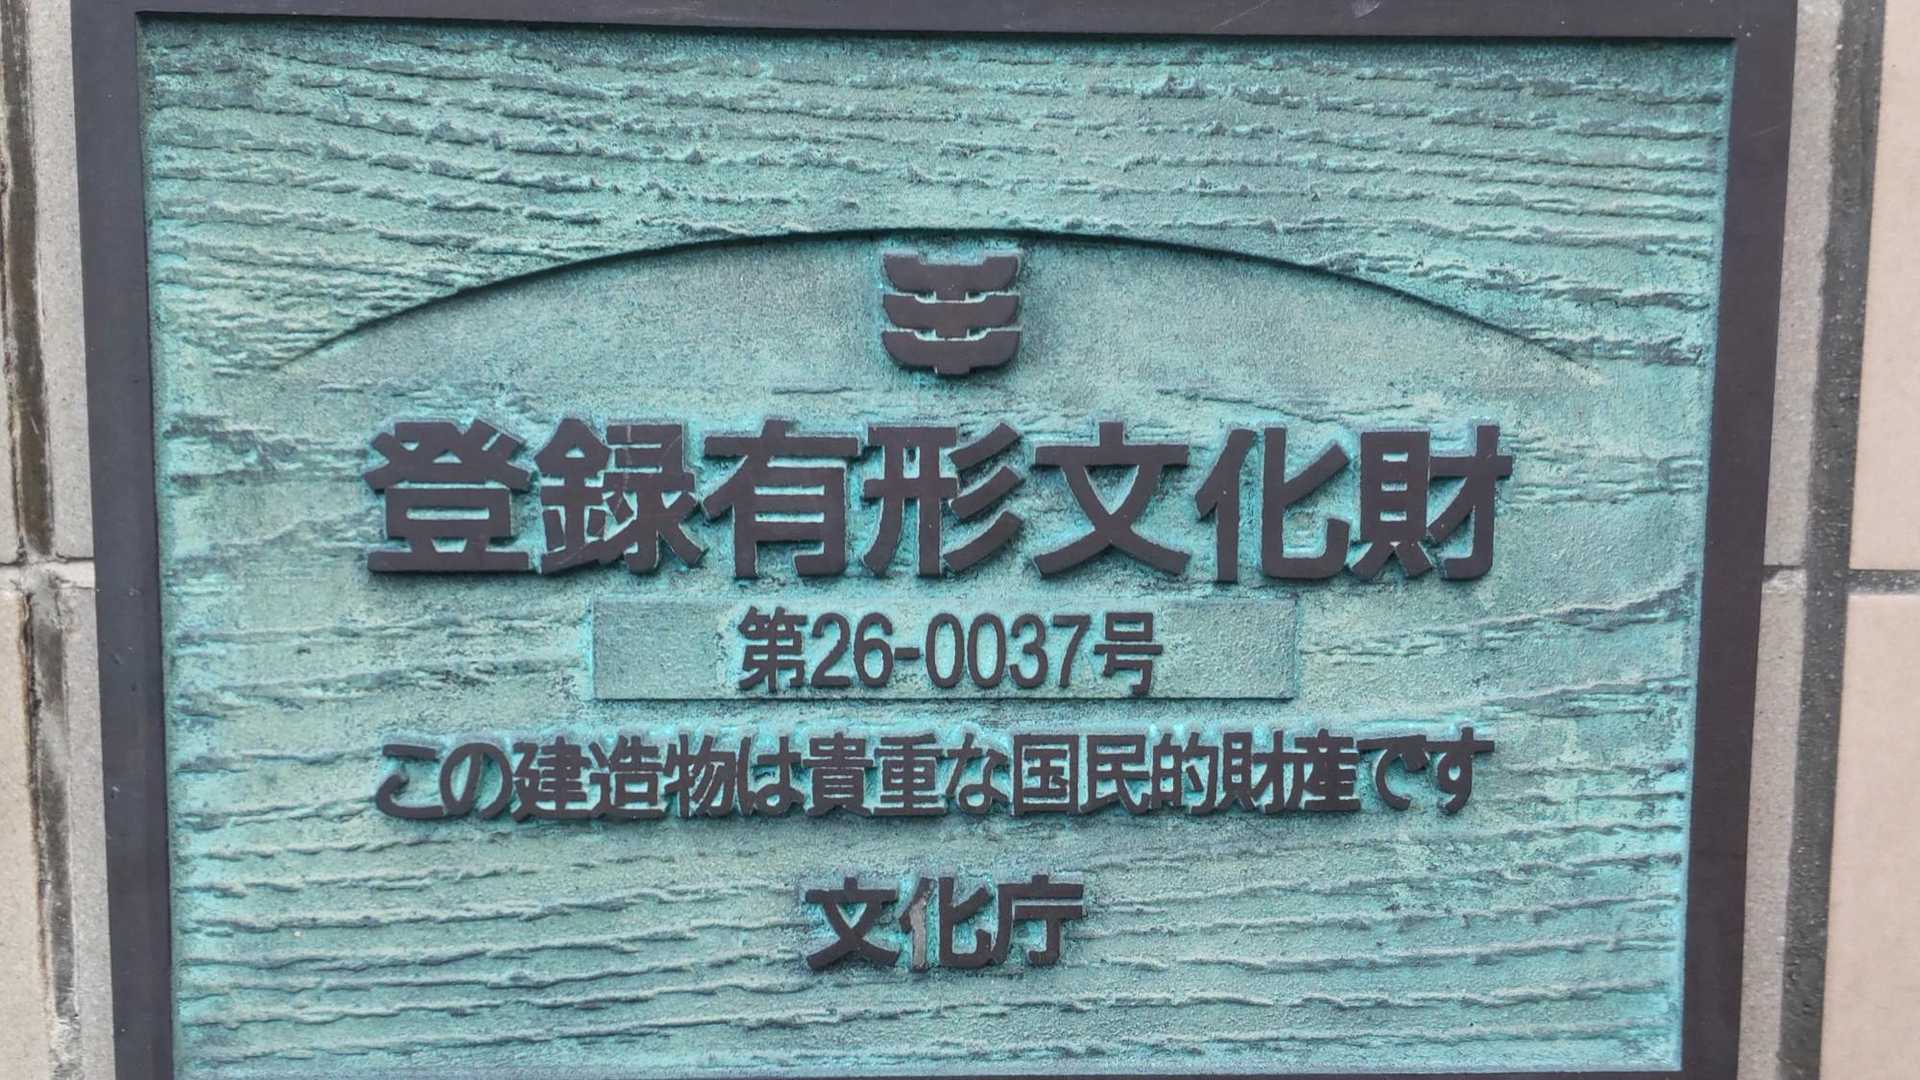 登録有形文化財
第26-0037号
この建造物は貴重な国民的財産です
文化庁